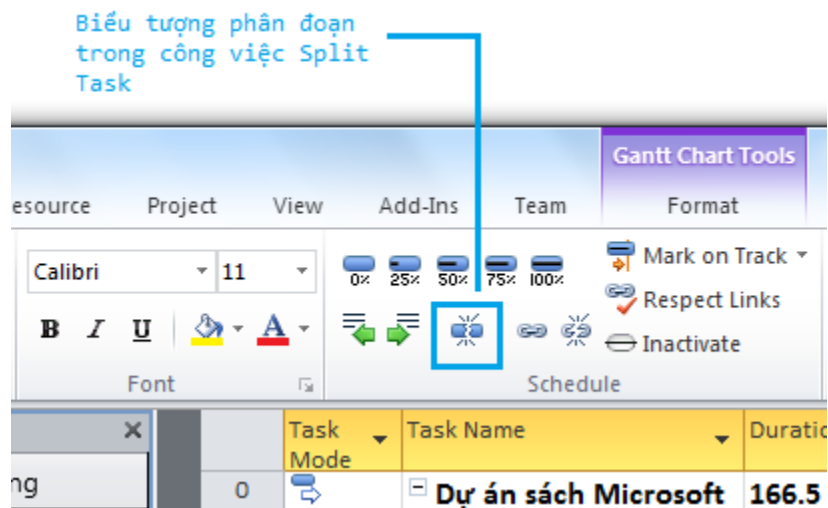 Biểu tượng phân đoạn
trong công việc Split
Task
Gantt Chart Tools
esource Project View Add-Ins Team Format
Calibri 11 0% 25% 50% 75% 100% Mark on Track
Respect Links
B I U A Inactivate
Font Schedule
Task Mode Task Name Duratio
ng 0 Dự án sách Microsoft 166.5